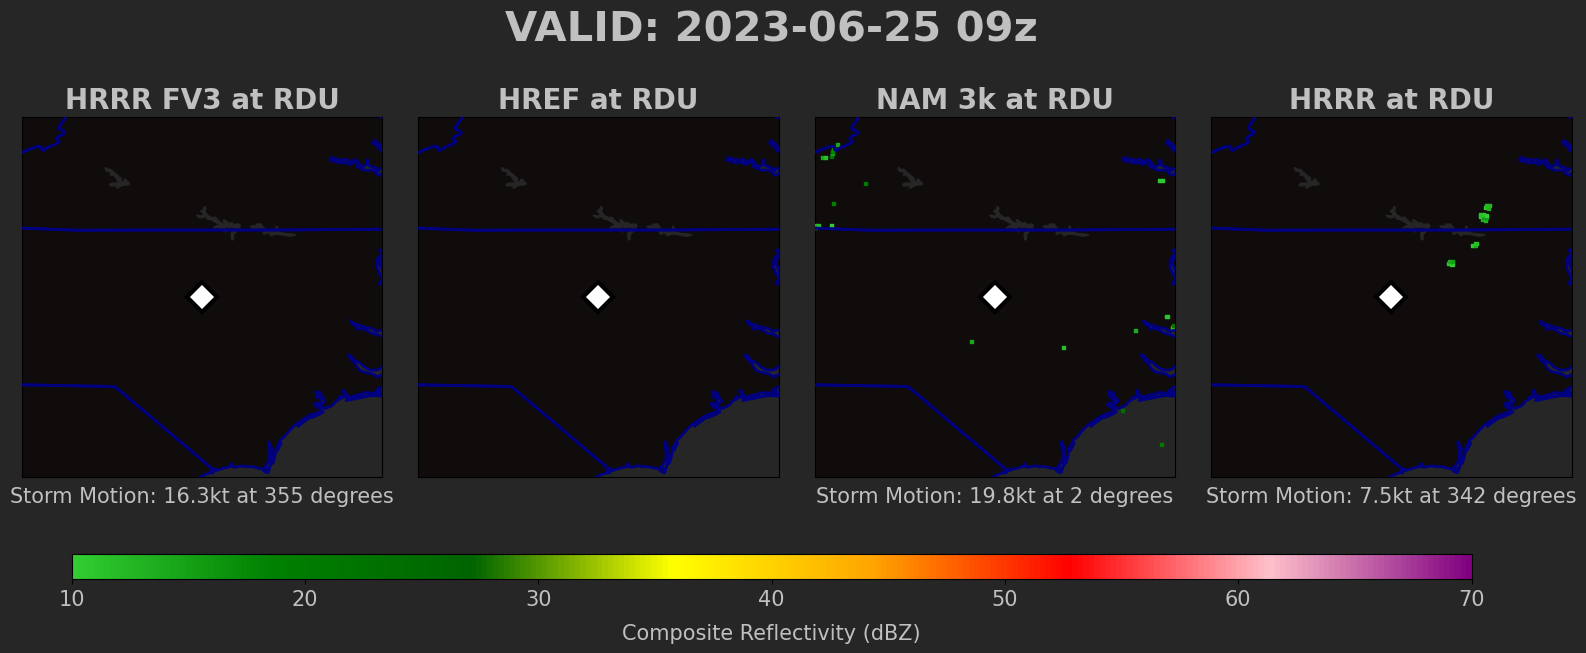 VALID: 2023-06-25 09z
HRRR FV3 at RDU
HREF at RDU
NAM 3k at RDU
HRRR at RDU
Storm Motion: 16.3kt at 355 degrees
Storm Motion: 19.8kt at 2 degrees
Storm Motion: 7.5kt at 342 degrees
10 20 30 40 50 60 70
Composite Reflectivity (dBZ)